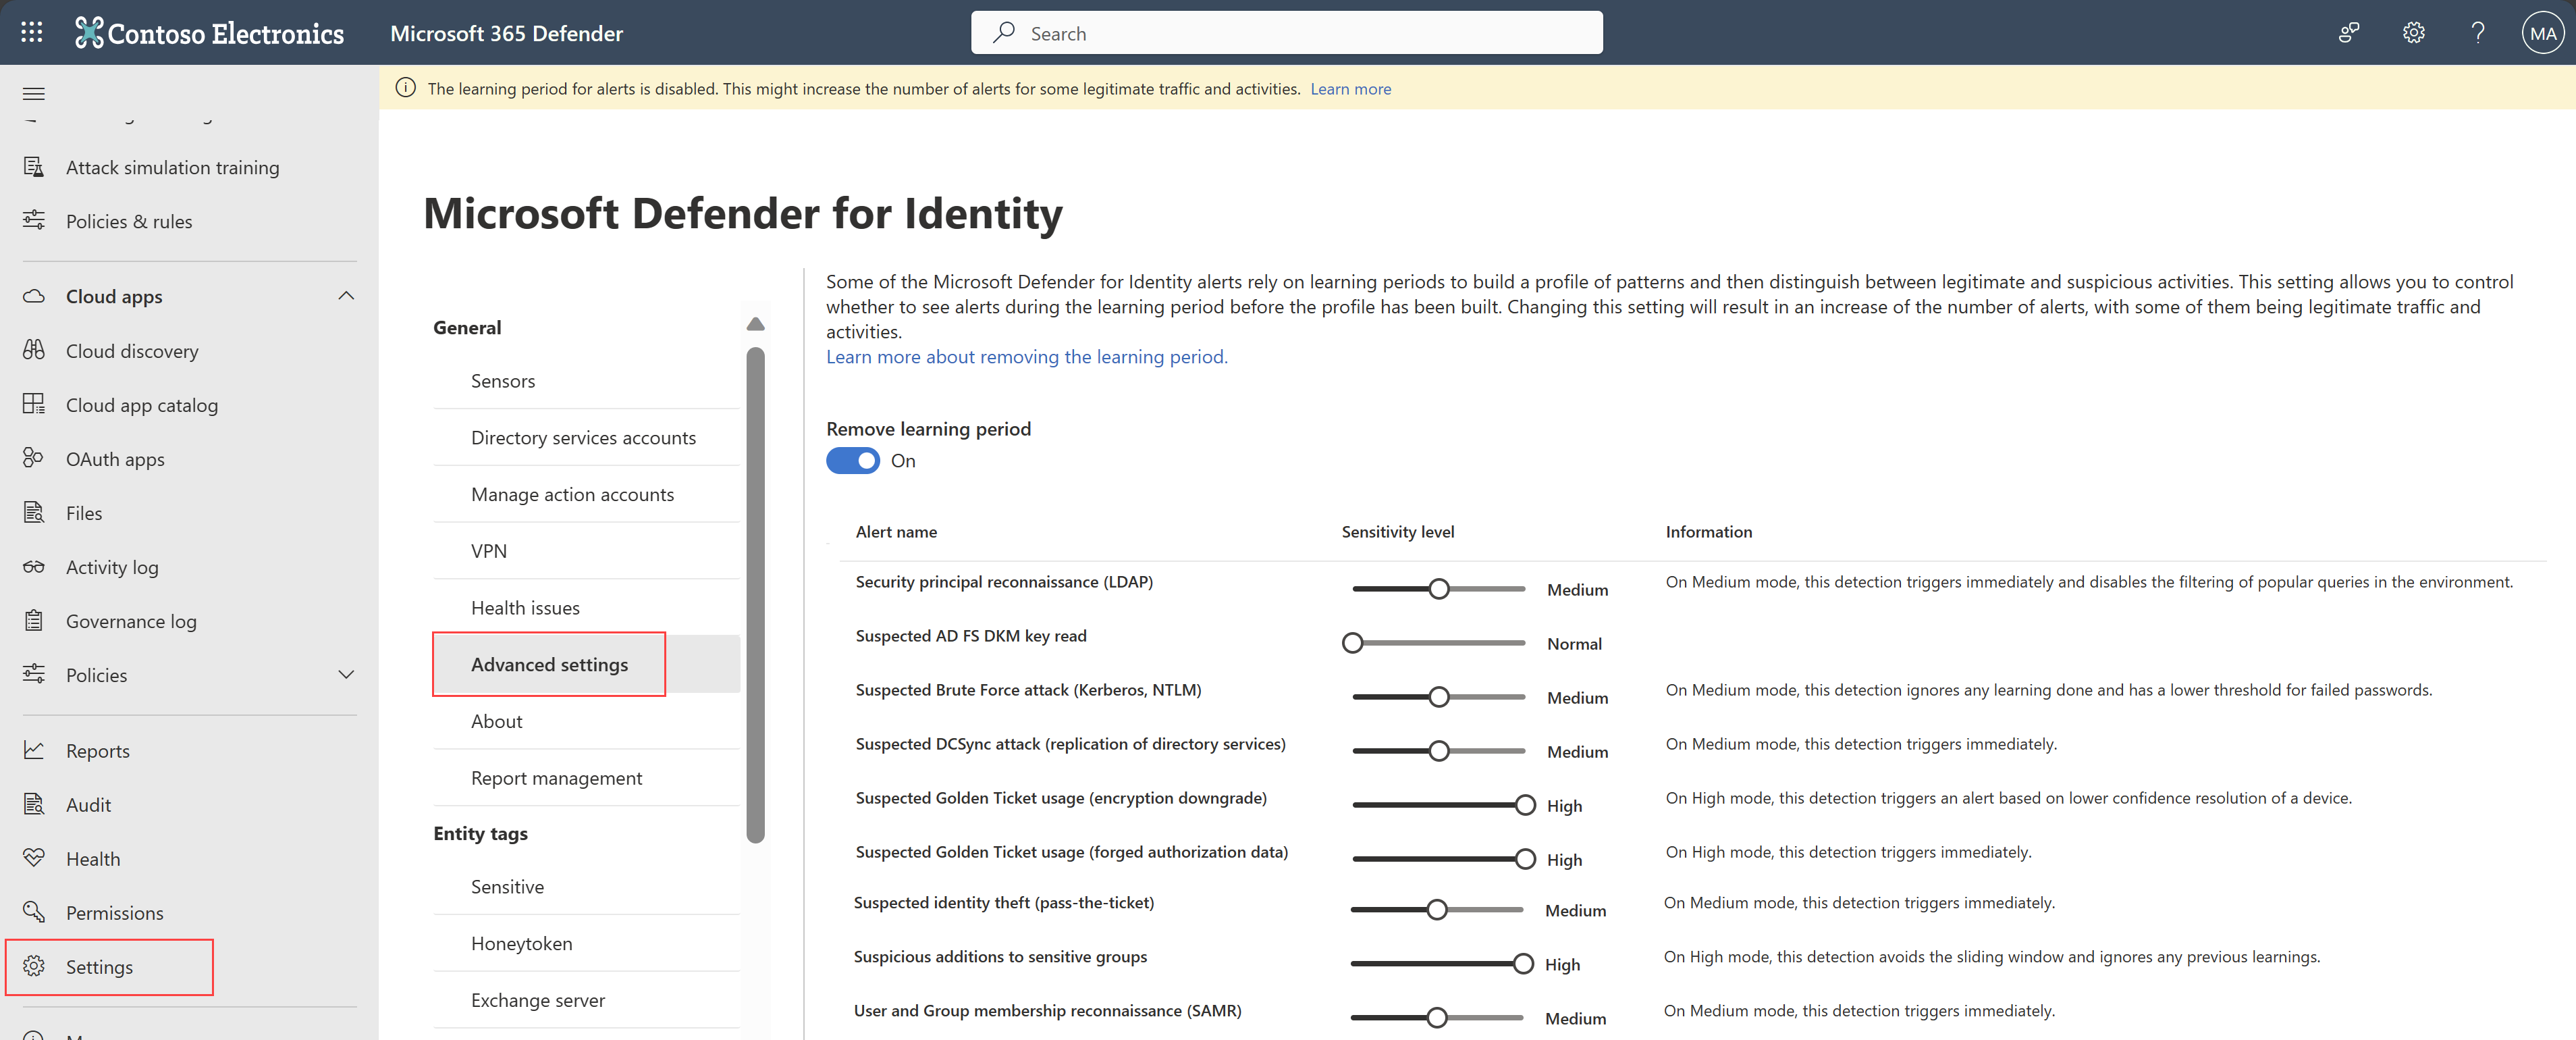 Contoso Electronics
Microsoft 365 Defender
Search
MA
The learning period for alerts is disabled. This might increase the number of alerts for some legitimate traffic and activities. Learn more
Attack simulation training
Policies & rules
Cloud apps
Cloud discovery
Cloud app catalog
OAuth apps
Files
Activity log
Governance log
Policies
Reports
Audit
Health
Permissions
Settings
Microsoft Defender for Identity
General
Sensors
Directory services accounts
Manage action accounts
VPN
Health issues
Advanced settings
About
Report management
Entity tags
Sensitive
Honeytoken
Exchange server
Some of the Microsoft Defender for Identity alerts rely on learning periods to build a profile of patterns and then distinguish between legitimate and suspicious activities. This setting allows you to control
whether to see alerts during the learning period before the profile has been built. Changing this setting will result in an increase of the number of alerts, with some of them being legitimate traffic and
activities.
Learn more about removing the learning period.
Remove learning period
On
Alert name Sensitivity level Information
Security principal reconnaissance (LDAP) Medium On Medium mode, this detection triggers immediately and disables the filtering of popular queries in the environment.
Suspected AD FS DKM key read Normal
Suspected Brute Force attack (Kerberos, NTLM) Medium On Medium mode, this detection ignores any learning done and has a lower threshold for failed passwords.
Suspected DCSync attack (replication of directory services) Medium On Medium mode, this detection triggers immediately.
Suspected Golden Ticket usage (encryption downgrade) High On High mode, this detection triggers an alert based on lower confidence resolution of a device.
Suspected Golden Ticket usage (forged authorization data) High On High mode, this detection triggers immediately.
Suspected identity theft (pass-the-ticket) Medium On Medium mode, this detection triggers immediately.
Suspicious additions to sensitive groups High On High mode, this detection avoids the sliding window and ignores any previous learnings.
User and Group membership reconnaissance (SAMR) Medium On Medium mode, this detection triggers immediately.